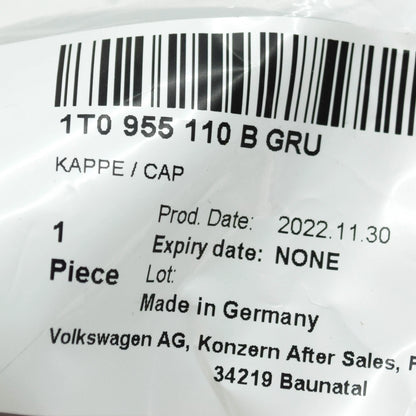 1T0 955 110 B GRU
KAPPE / CAP
Prod. Date: 2022.11.30
1 Expiry date: NONE
Piece Lot:
Made in Germany
Volkswagen AG, Konzern After Sales,
34219 Baunatal